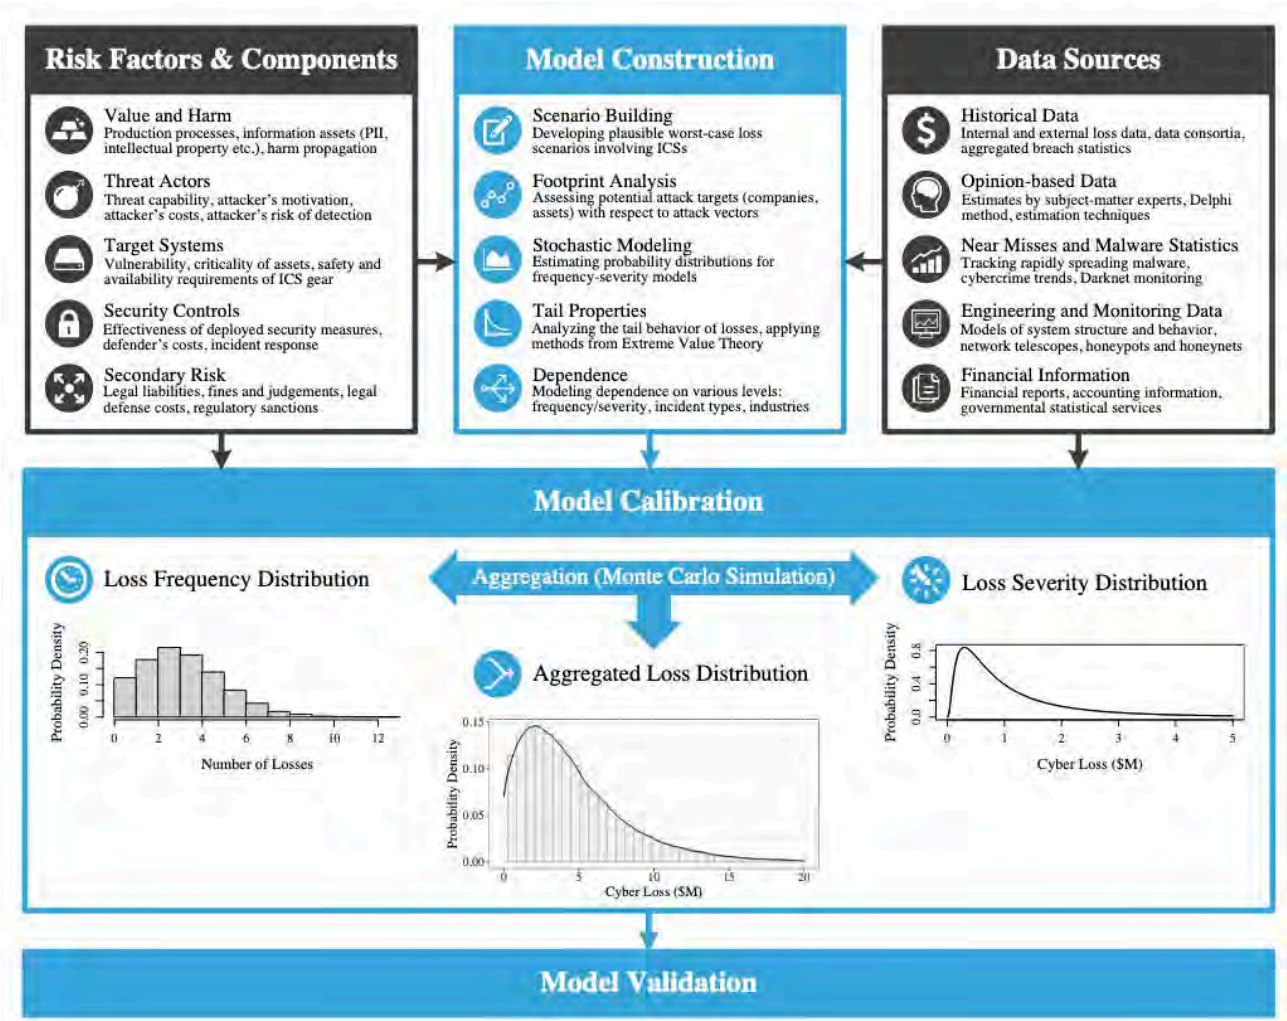 Risk Factors & Components
Value and Harm
Production processes, information assets (PII,
intellectual property etc.), harm propagation
Threat Actors
Threat capability, attacker's motivation,
attacker's costs, attacker's risk of detection
Target Systems
Vulnerability, criticality of assets, safety and
availability requirements of ICS gear
Security Controls
Effectiveness of deployed security measures,
defender's costs, incident response
Secondary Risk
Legal liabilities, fines and judgements, legal
defense costs, regulatory sanctions
Model Construction
Scenario Building
Developing plausible worst-case loss
scenarios involving ICSs
Footprint Analysis
Assessing potential attack targets (companies,
assets) with respect to attack vectors
Stochastic Modeling
Estimating probability distributions for
frequency-severity models
Tail Properties
Analyzing the tail behavior of losses, applying
methods from Extreme Value Theory
Dependence
Modeling dependence on various levels:
frequency/severity, incident types, industries
Data Sources
$
Historical Data
Internal and external loss data, data consortia,
aggregated breach statistics
Opinion-based Data
Estimates by subject-matter experts, Delphi
method, estimation techniques
Near Misses and Malware Statistics
Tracking rapidly spreading malware,
cybercrime trends, Darknet monitoring
Engineering and Monitoring Data
Models of system structure and behavior,
network telescopes, honeypots and honeynets
Financial Information
Financial reports, accounting information,
governmental statistical services
Model Calibration
Loss Frequency Distribution
Probability Density
0.20
0.10
0.00
0 2 4 6 8 10 12
Number of Losses
Aggregation (Monte Carlo Simulation)
Aggregated Loss Distribution
Probability Density
0.15
0.10
0.05
0.00
0 5 10 15 20
Cyber Loss ($M)
Loss Severity Distribution
Probability Density
0.8
0.4
0.0
0 1 2 3 4 5
Cyber Loss ($M)
Model Validation